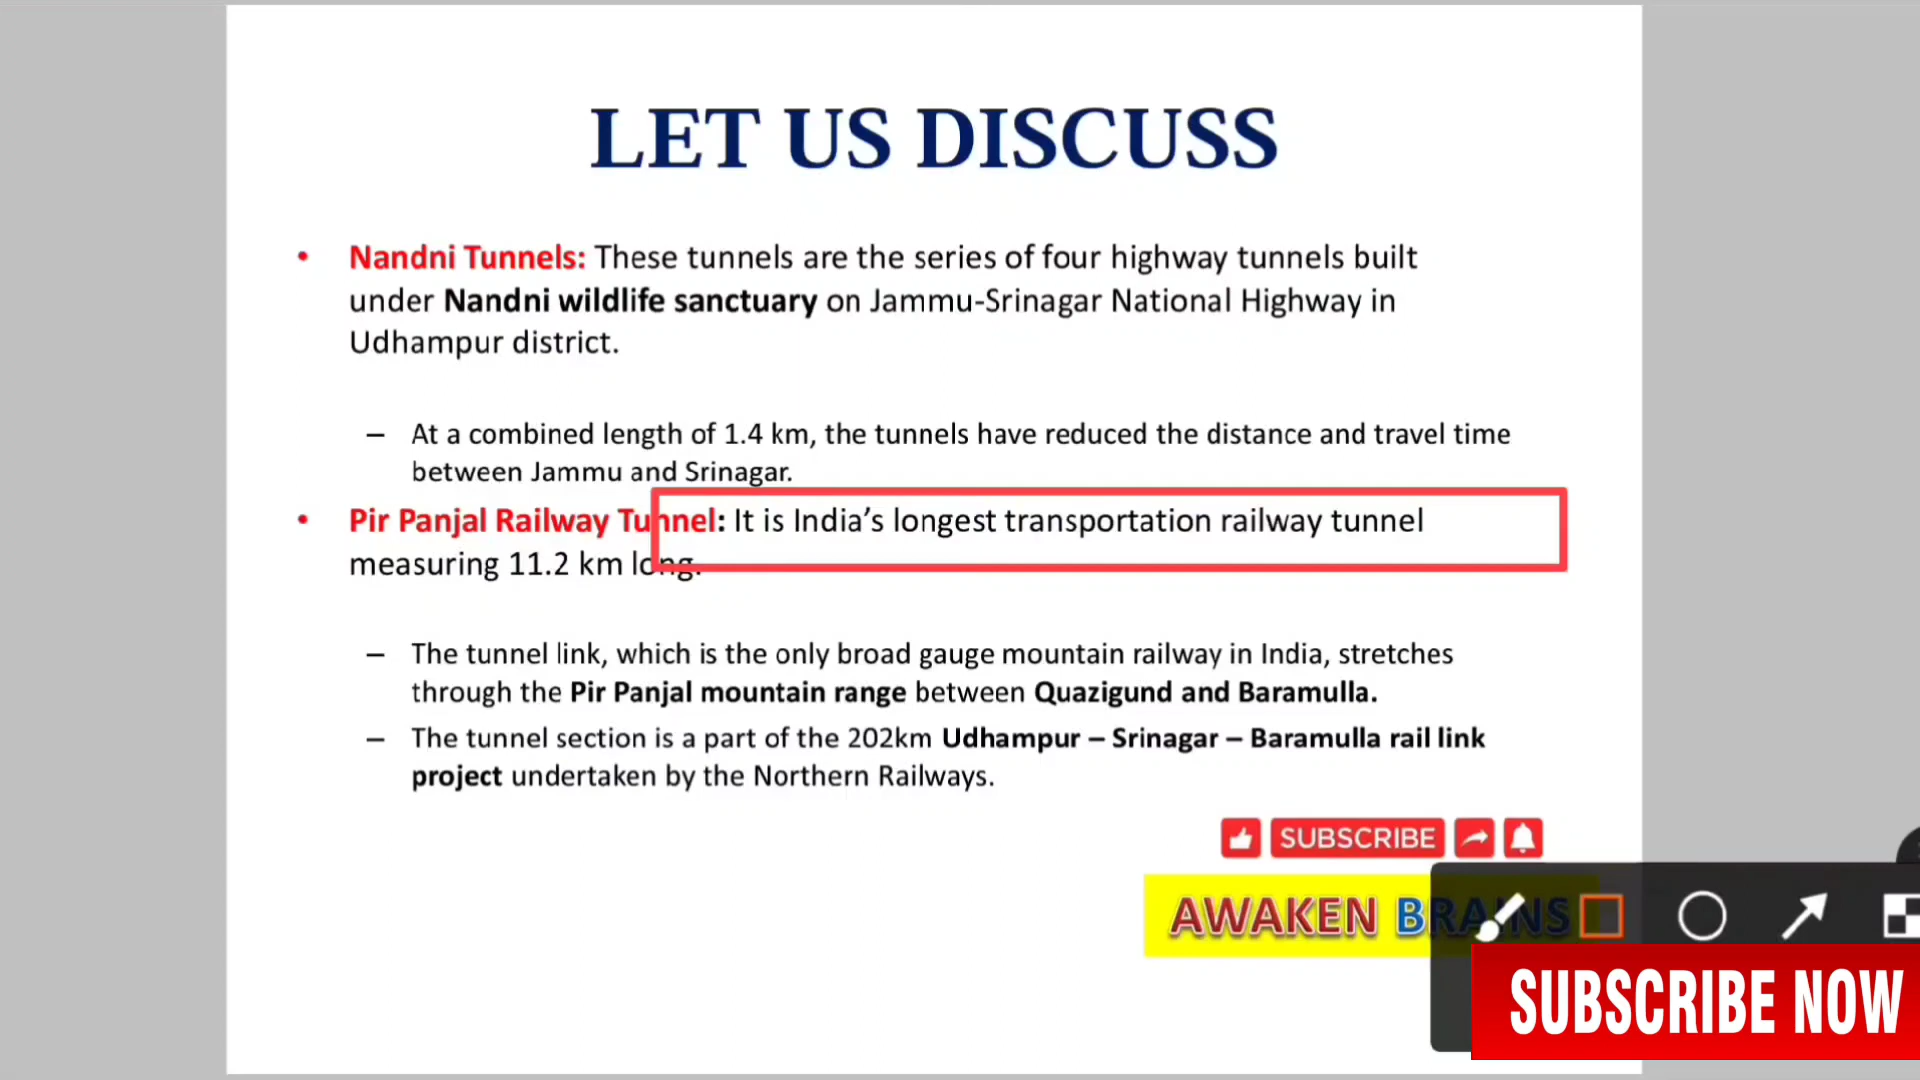 LET US DISCUSS
• Nandni Tunnels: These tunnels are the series of four highway tunnels built
under Nandni wildlife sanctuary on Jammu-Srinagar National Highway in
Udhampur district.
– At a combined length of 1.4 km, the tunnels have reduced the distance and travel time
between Jammu and Srinagar.
• Pir Panjal Railway Tunnel: It is India's longest transportation railway tunnel
measuring 11.2 km long.
– The tunnel link, which is the only broad gauge mountain railway in India, stretches
through the Pir Panjal mountain range between Quazigund and Baramulla.
– The tunnel section is a part of the 202km Udhampur – Srinagar – Baramulla rail link
project undertaken by the Northern Railways.
SUBSCRIBE
AWAKEN BRAINS
SUBSCRIBE NOW